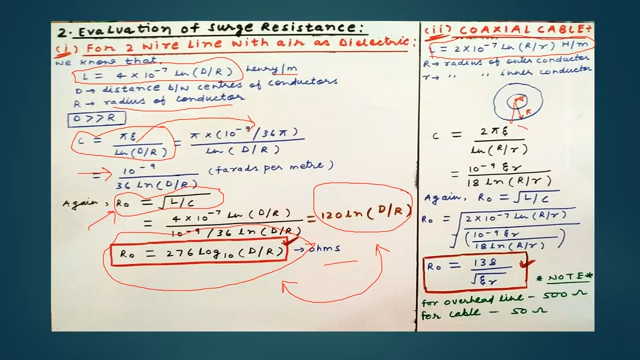 2. Evaluation of Surge Resistance:
(i) For 2 Wire Line With air as Dielectric:
We know that,
L = 4 × 10⁻⁷ ln (D/R) henry/m
D → distance b/w centres of conductors
R → radius of conductor
D >> R
C = πξ / ln(D/R) = π × (10⁻⁹/36π) / ln (D/R)
= 10⁻⁹ / 36 ln (D/R) (farads per metre)
Again, R₀ = √L/C
= √4 × 10⁻⁷ ln (D/R) / 10⁻⁹/36 ln (D/R) = 120 ln (D/R)
R₀ = 276 log₁₀ (D/R) → ohms
(ii) COAXIAL CABLE:
L = 2 × 10⁻⁷ ln (R/r) H/m
R → radius of outer conductor
r → " " inner conductor
r R
C = 2πξ / ln (R/r)
= 10⁻⁹ ξr / 18 ln (R/r)
Again, R₀ = √L/C
R₀ = √2 × 10⁻⁷ ln (R/r) / (10⁻⁹ ξr / 18 ln (R/r))
R₀ = 138 / √ξr
* NOTE *
for overhead line - 500 Ω
for cable - 50 Ω